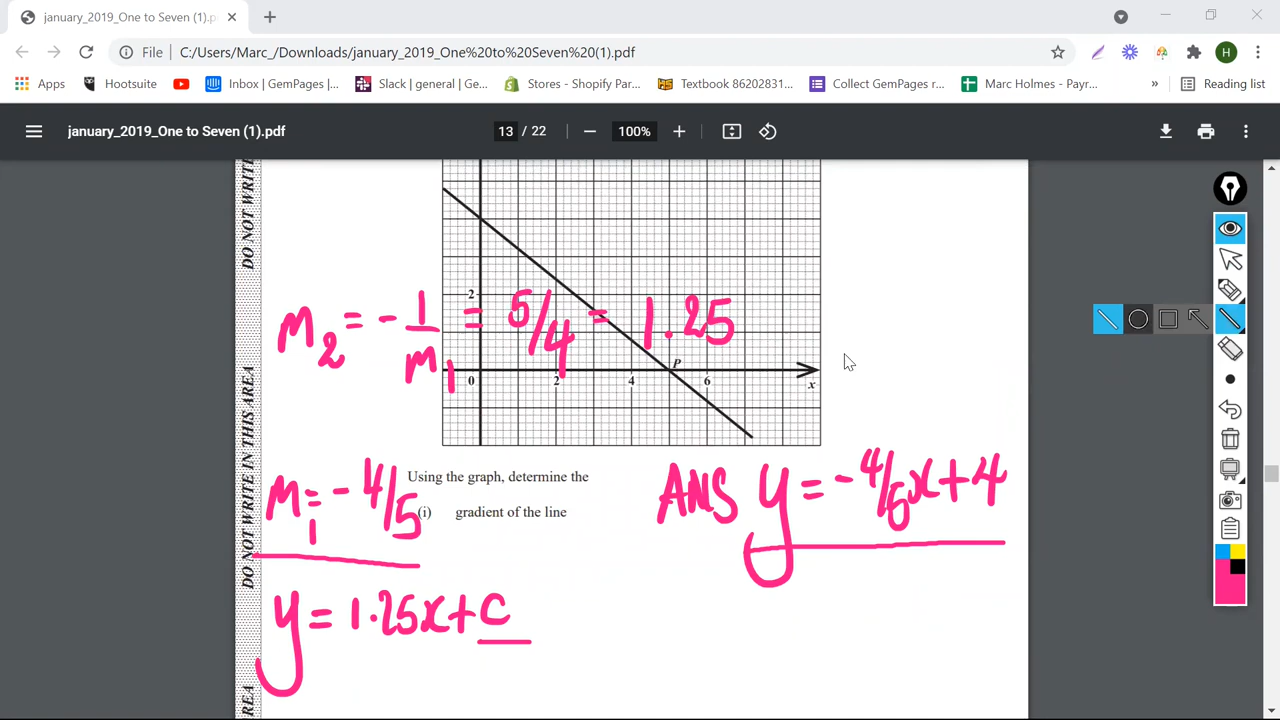 january_2019_One to Seven (1).p
File C:/Users/Marc_/Downloads/january_2019_One%20to%20Seven%20(1).pdf
H
Apps Hootsuite Inbox (GemPages |... Slack | general | Ge... Stores - Shopify Par... Textbook 86202831... Collect GemPages r... Marc Holmes - Payr... » Reading list
january_2019_One to Seven (1).pdf 13 / 22 100%
DO NOT WRIT
2
m₂ = - 1/m₁ = 5/4 = 1.25
P
0 2 4 6 x
DO NOT WRITE IN THIS AREA
Using the graph, determine the
m₁ = - 4/5
(i) gradient of the line
ANS y = -4/5x + 4
y = 1.25x + c
REA